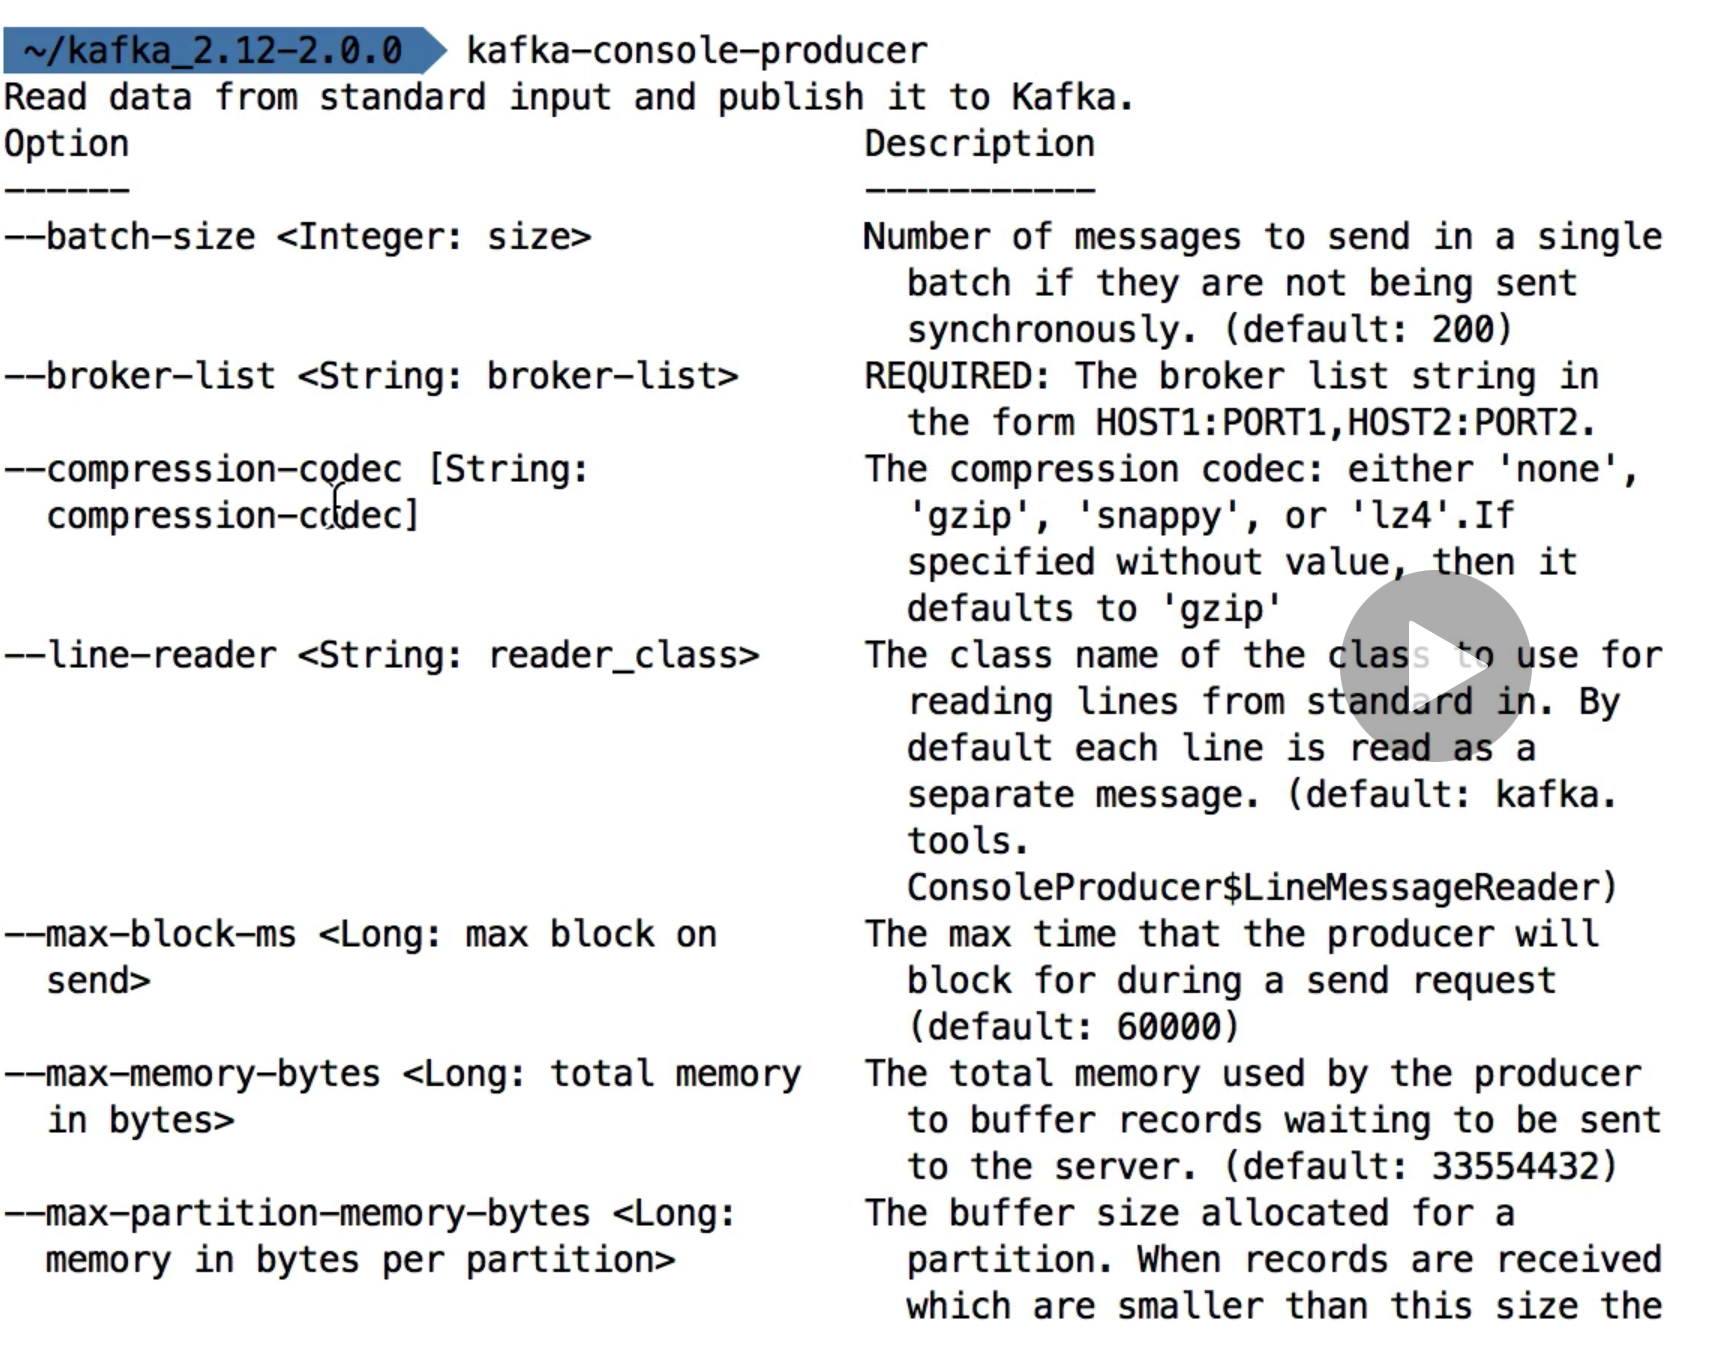 ~/kafka_2.12-2.0.0 kafka-console-producer
Read data from standard input and publish it to Kafka.
Option Description
------ -----------
--batch-size <Integer: size> Number of messages to send in a single
batch if they are not being sent
synchronously. (default: 200)
--broker-list <String: broker-list> REQUIRED: The broker list string in
the form HOST1:PORT1,HOST2:PORT2.
--compression-codec [String: The compression codec: either 'none',
compression-codec] 'gzip', 'snappy', or 'lz4'.If
specified without value, then it
defaults to 'gzip'
--line-reader <String: reader_class> The class name of the class to use for
reading lines from standard in. By
default each line is read as a
separate message. (default: kafka.
tools.
ConsoleProducer$LineMessageReader)
--max-block-ms <Long: max block on The max time that the producer will
send> block for during a send request
(default: 60000)
--max-memory-bytes <Long: total memory The total memory used by the producer
in bytes> to buffer records waiting to be sent
to the server. (default: 33554432)
--max-partition-memory-bytes <Long: The buffer size allocated for a
memory in bytes per partition> partition. When records are received
which are smaller than this size the